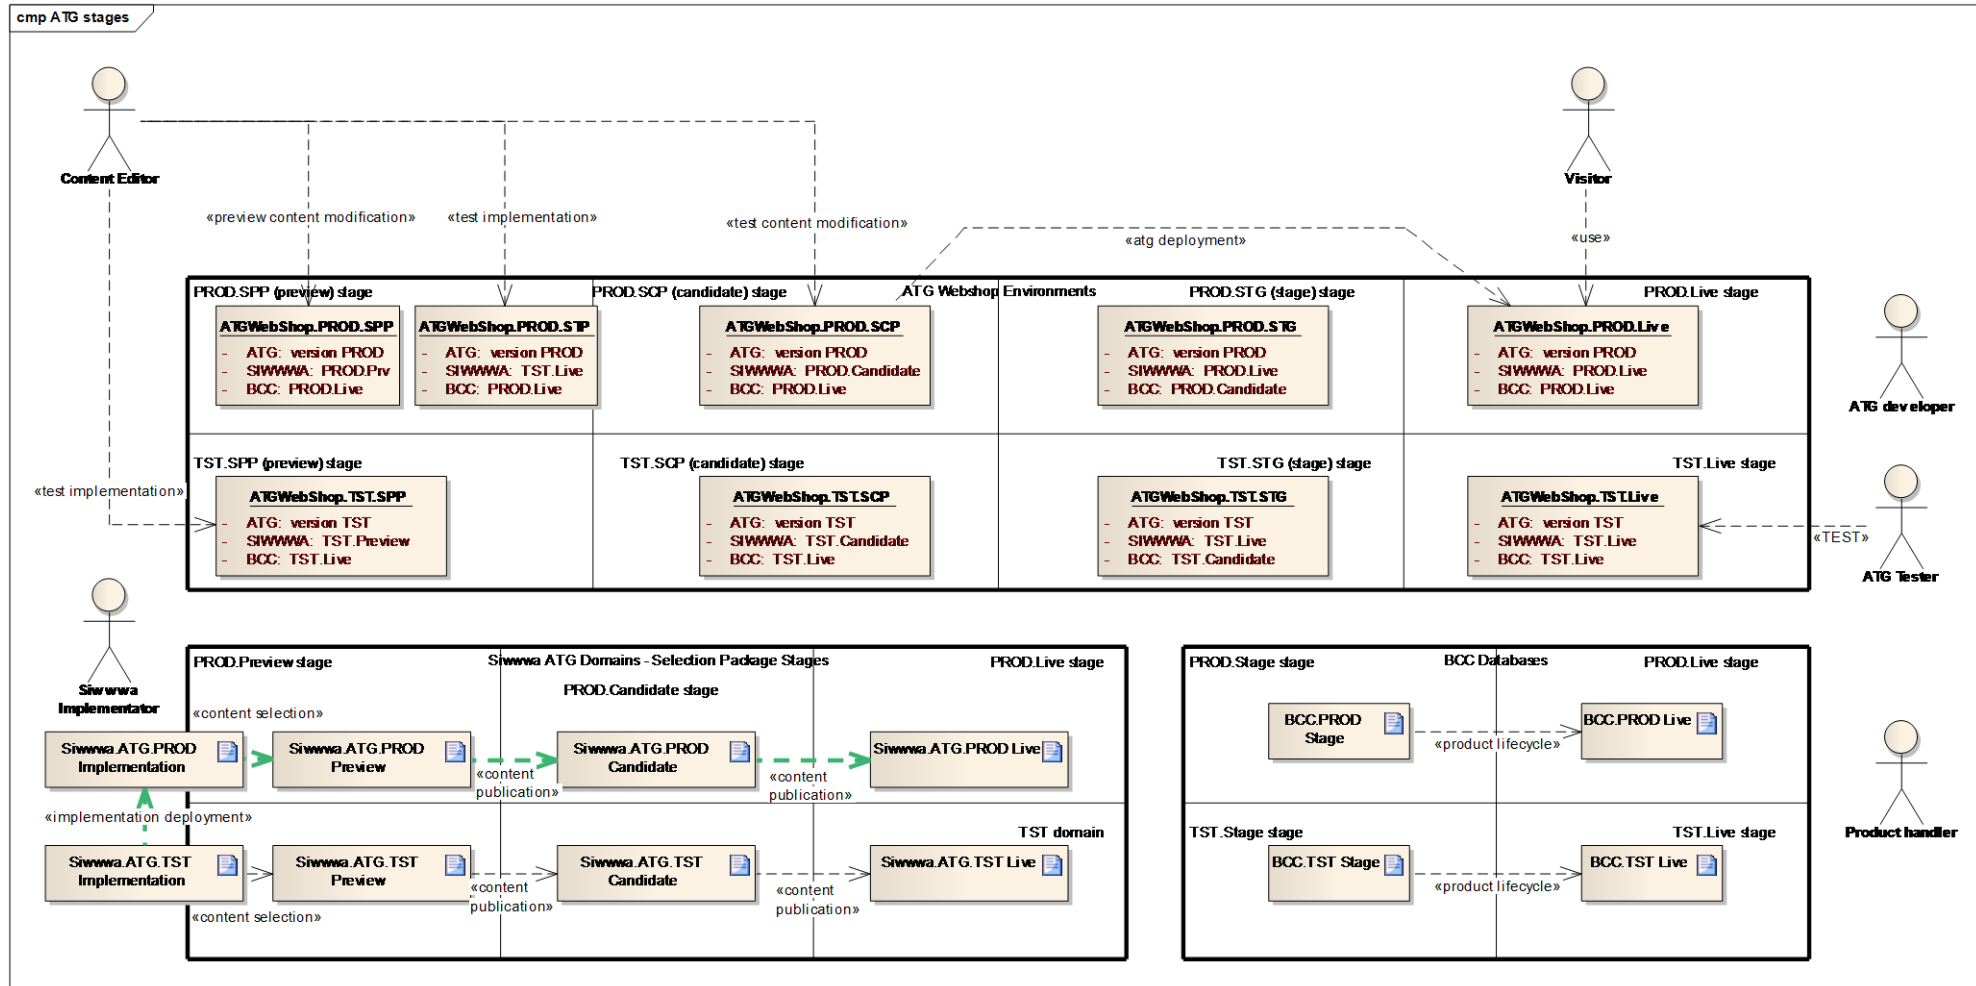 cmp ATG stages
Content Editor
Visitor
«preview content modification»
«test implementation»
«test content modification»
«atg deployment»
«use»
PROD.SPP (preview) stage
PROD.SCP (candidate) stage
ATG Webshop Environments
PROD.STG (stage) stage
PROD.Live stage
ATGWebShop.PROD.SPP
- ATG: version PROD
- SIWWWA: PROD.Prv
- BCC: PROD.Live
ATGWebShop.PROD.STP
- ATG: version PROD
- SIWWWA: TST.Live
- BCC: PROD.Live
ATGWebShop.PROD.SCP
- ATG: version PROD
- SIWWWA: PROD.Candidate
- BCC: PROD.Live
ATGWebShop.PROD.STG
- ATG: version PROD
- SIWWWA: PROD.Live
- BCC: PROD.Candidate
ATGWebShop.PROD.Live
- ATG: version PROD
- SIWWWA: PROD.Live
- BCC: PROD.Live
ATG developer
TST.SPP (preview) stage
TST.SCP (candidate) stage
TST.STG (stage) stage
TST.Live stage
«test implementation»
ATGWebShop.TST.SPP
- ATG: version TST
- SIWWWA: TST.Preview
- BCC: TST.Live
ATGWebShop.TST.SCP
- ATG: version TST
- SIWWWA: TST.Candidate
- BCC: TST.Live
ATGWebShop.TST.STG
- ATG: version TST
- SIWWWA: TST.Live
- BCC: TST.Candidate
ATGWebShop.TST.Live
- ATG: version TST
- SIWWWA: TST.Live
- BCC: TST.Live
«TEST»
ATG Tester
Siwwwa
Implementator
PROD.Preview stage
Siwwwa ATG Domains - Selection Package Stages
PROD.Live stage
PROD.Candidate stage
«content selection»
Siwwwa.ATG.PROD
Implementation
Siwwwa.ATG.PROD
Preview
«content
publication»
Siwwwa.ATG.PROD
Candidate
«content
publication»
Siwwwa.ATG.PROD Live
«implementation deployment»
TST domain
Siwwwa.ATG.TST
Implementation
Siwwwa.ATG.TST
Preview
«content
publication»
Siwwwa.ATG.TST
Candidate
«content
publication»
Siwwwa.ATG.TST Live
«content selection»
PROD.Stage stage
BCC Databases
PROD.Live stage
BCC.PROD
Stage
«product lifecycle»
BCC.PROD Live
TST.Stage stage
TST.Live stage
BCC.TST Stage
«product lifecycle»
BCC.TST Live
Product handler